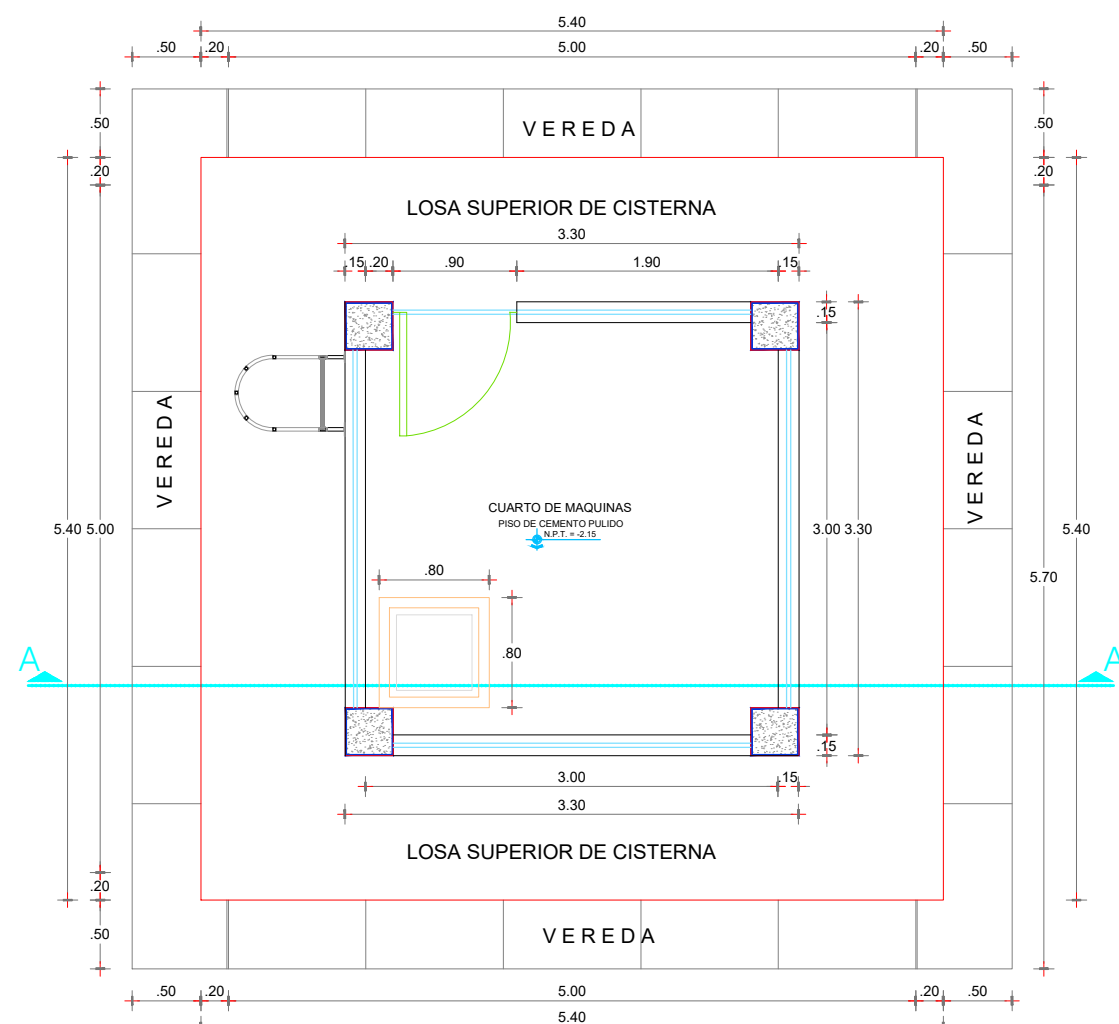 5.40
.50 .20 5.00 .20 .50
.50 VEREDA .50
.20 .20
LOSA SUPERIOR DE CISTERNA
3.30
.15 .20 .90 1.90 .15
.15
VEREDA
VEREDA
CUARTO DE MAQUINAS
PISO DE CEMENTO PULIDO
N.P.T. = -2.15
5.40 5.00 3.00 3.30 5.40
.80 5.70
.80
A A
.15
3.00 .15
3.30
LOSA SUPERIOR DE CISTERNA
.20
.50 VEREDA
.50 .20 5.00 .20 .50
5.40